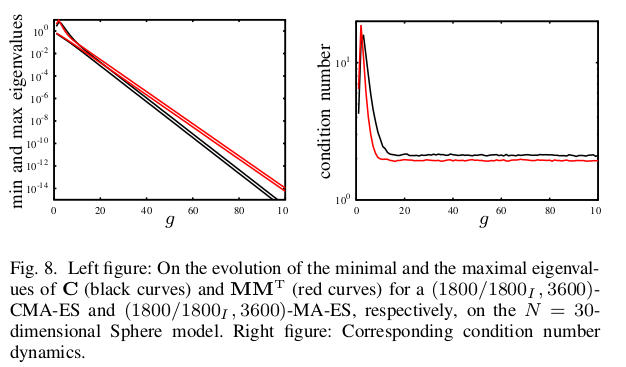 min and max eigenvalues
10^0
10^-2
10^-4
10^-6
10^-8
10^-10
10^-12
10^-14
0 20 40 60 80 10
g
condition number
10^1
10^0
0 20 40 60 80 10
g
Fig. 8. Left figure: On the evolution of the minimal and the maximal eigenval-
ues of C (black curves) and MM^T (red curves) for a (1800/1800_I, 3600)-
CMA-ES and (1800/1800_I, 3600)-MA-ES, respectively, on the N = 30-
dimensional Sphere model. Right figure: Corresponding condition number
dynamics.